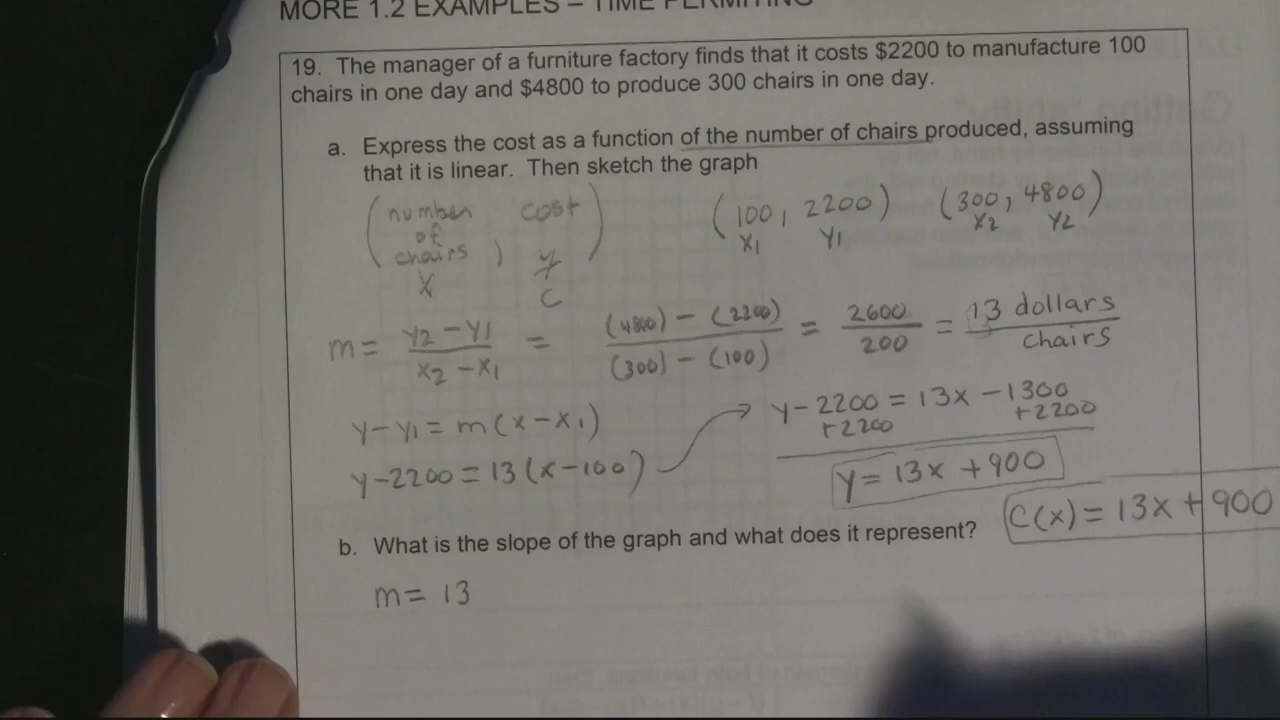 MORE 1.2 EXAMPLES – TIME PERMITING
19. The manager of a furniture factory finds that it costs $2200 to manufacture 100
chairs in one day and $4800 to produce 300 chairs in one day.
a. Express the cost as a function of the number of chairs produced, assuming
that it is linear. Then sketch the graph
(number of chairs) cost) (100, 2200) (300, 4800)
x y x1 y1 x2 y2
C
m = y2 - y1 / x2 - x1 = (4800) - (2200) / (300) - (100) = 2600 / 200 = 13 dollars / chairs
y - y1 = m(x - x1)
y - 2200 = 13(x - 100)
y - 2200 = 13x - 1300
+2200 +2200
y = 13x + 900
C(x) = 13x + 900
b. What is the slope of the graph and what does it represent?
m = 13